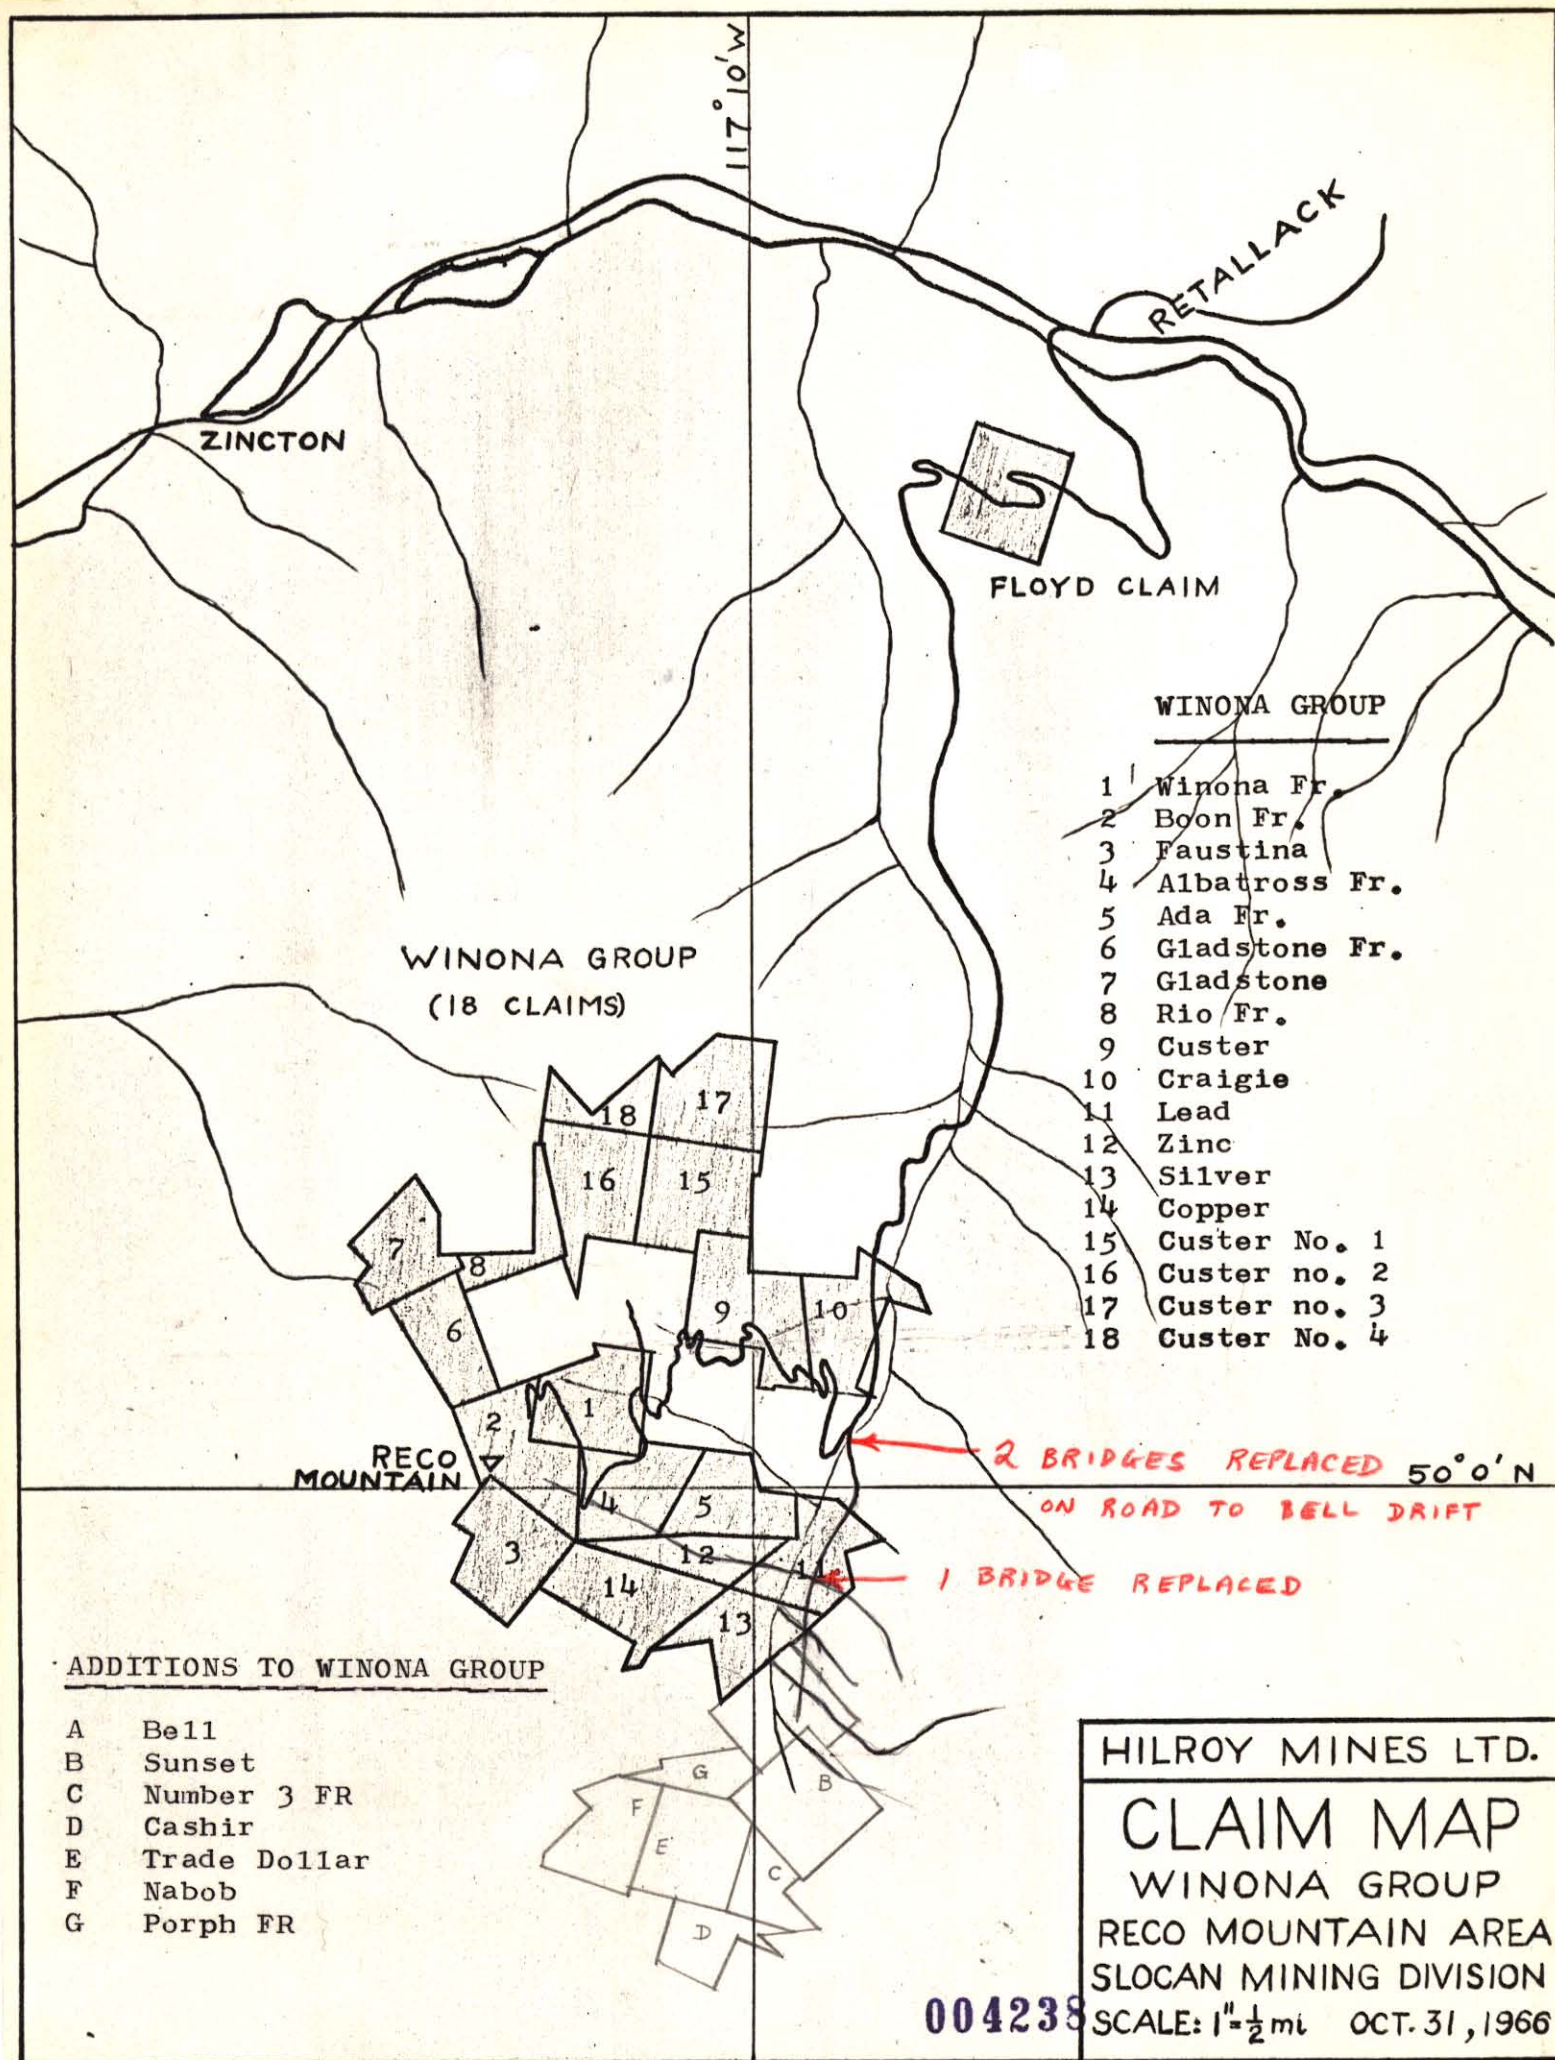 117°10'W
RETALLACK
ZINCTON
FLOYD CLAIM
WINONA GROUP
1 Winona Fr.
2 Boon Fr.
3 Faustina
4 Albatross Fr.
5 Ada Fr.
6 Gladstone Fr.
7 Gladstone
8 Rio Fr.
9 Custer
10 Craigie
11 Lead
12 Zinc
13 Silver
14 Copper
15 Custer No. 1
16 Custer no. 2
17 Custer no. 3
18 Custer No. 4
WINONA GROUP
(18 CLAIMS)
17
18
16
15
7
8
9
10
6
1
2
RECO
MOUNTAIN
2 BRIDGES REPLACED
ON ROAD TO BELL DRIFT
50°0'N
4
5
3
12
11
14
13
1 BRIDGE REPLACED
ADDITIONS TO WINONA GROUP
A Bell
B Sunset
C Number 3 FR
D Cashir
E Trade Dollar
F Nabob
G Porph FR
G
B
F
E
C
D
HILROY MINES LTD.
CLAIM MAP
WINONA GROUP
RECO MOUNTAIN AREA
SLOCAN MINING DIVISION
SCALE: 1"=½mi OCT. 31, 1966
004238